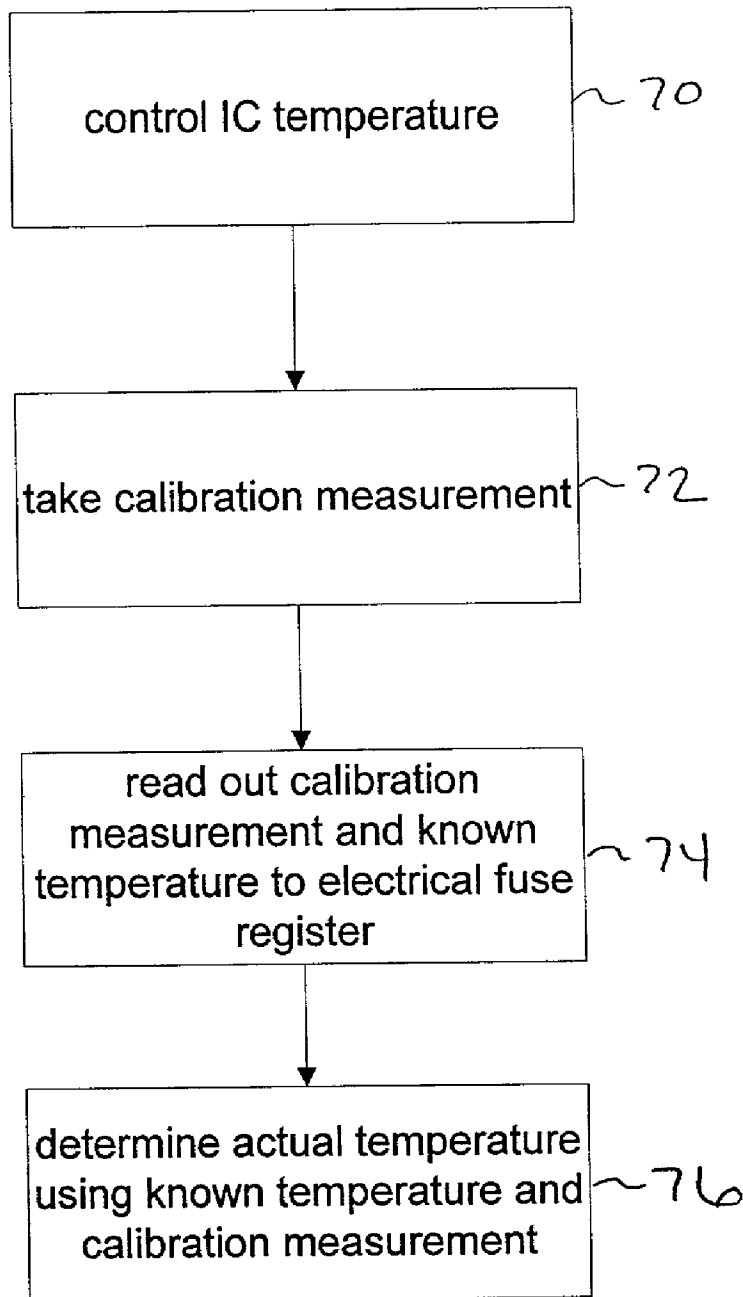 control IC temperature
70
take calibration measurement
72
read out calibration
measurement and known
temperature to electrical fuse
register
74
determine actual temperature
using known temperature and
calibration measurement
76